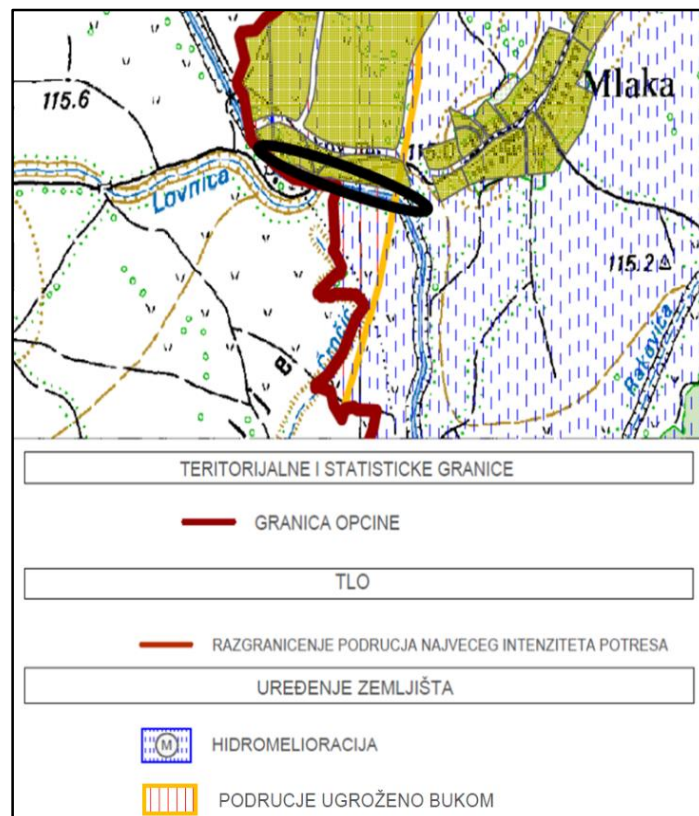 115.6
Mlaka
Lovnica
115.2
Rakovita
TERITORIJALNE I STATISTICKE GRANICE
GRANICA OPCINE
TLO
RAZGRANICENJE PODRUCJA NAJVECEG INTENZITETA POTRESA
UREĐENJE ZEMLJIŠTA
M HIDROMELIORACIJA
PODRUCJE UGROŽENO BUKOM